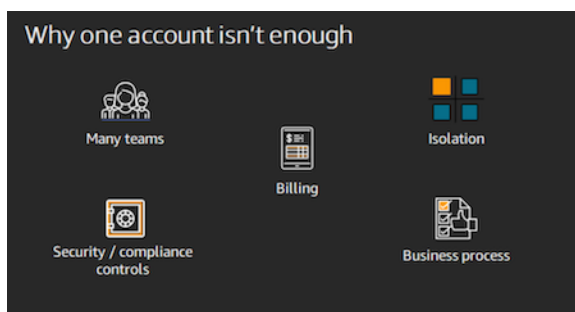 Why one account isn't enough
Many teams
Isolation
$
Billing
Security / compliance
controls
Business process